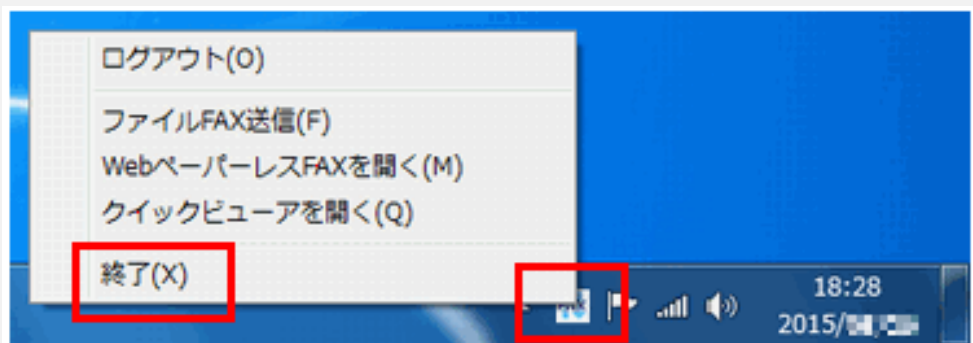 ログアウト(O)
ファイルFAX送信(F)
WebペーパーレスFAXを開く(M)
クイックビューアを開く(Q)
終了(X)
18:28
2015/